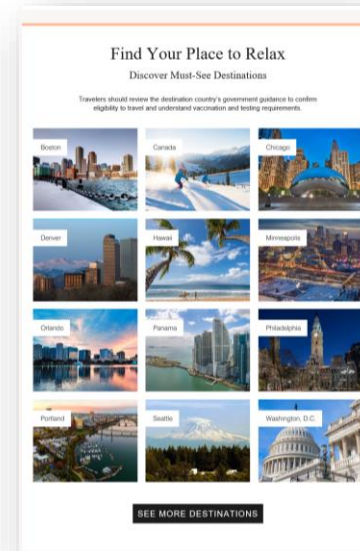 Find Your Place to Relax
Discover Must-See Destinations
Travelers should review the destination country's government guidance to confirm
eligibility to travel and understand vaccination and testing requirements.
Boston
Canada
Chicago
Denver
Hawaii
Minneapolis
Orlando
Panama
Philadelphia
Portland
Seattle
Washington, D.C.
SEE MORE DESTINATIONS